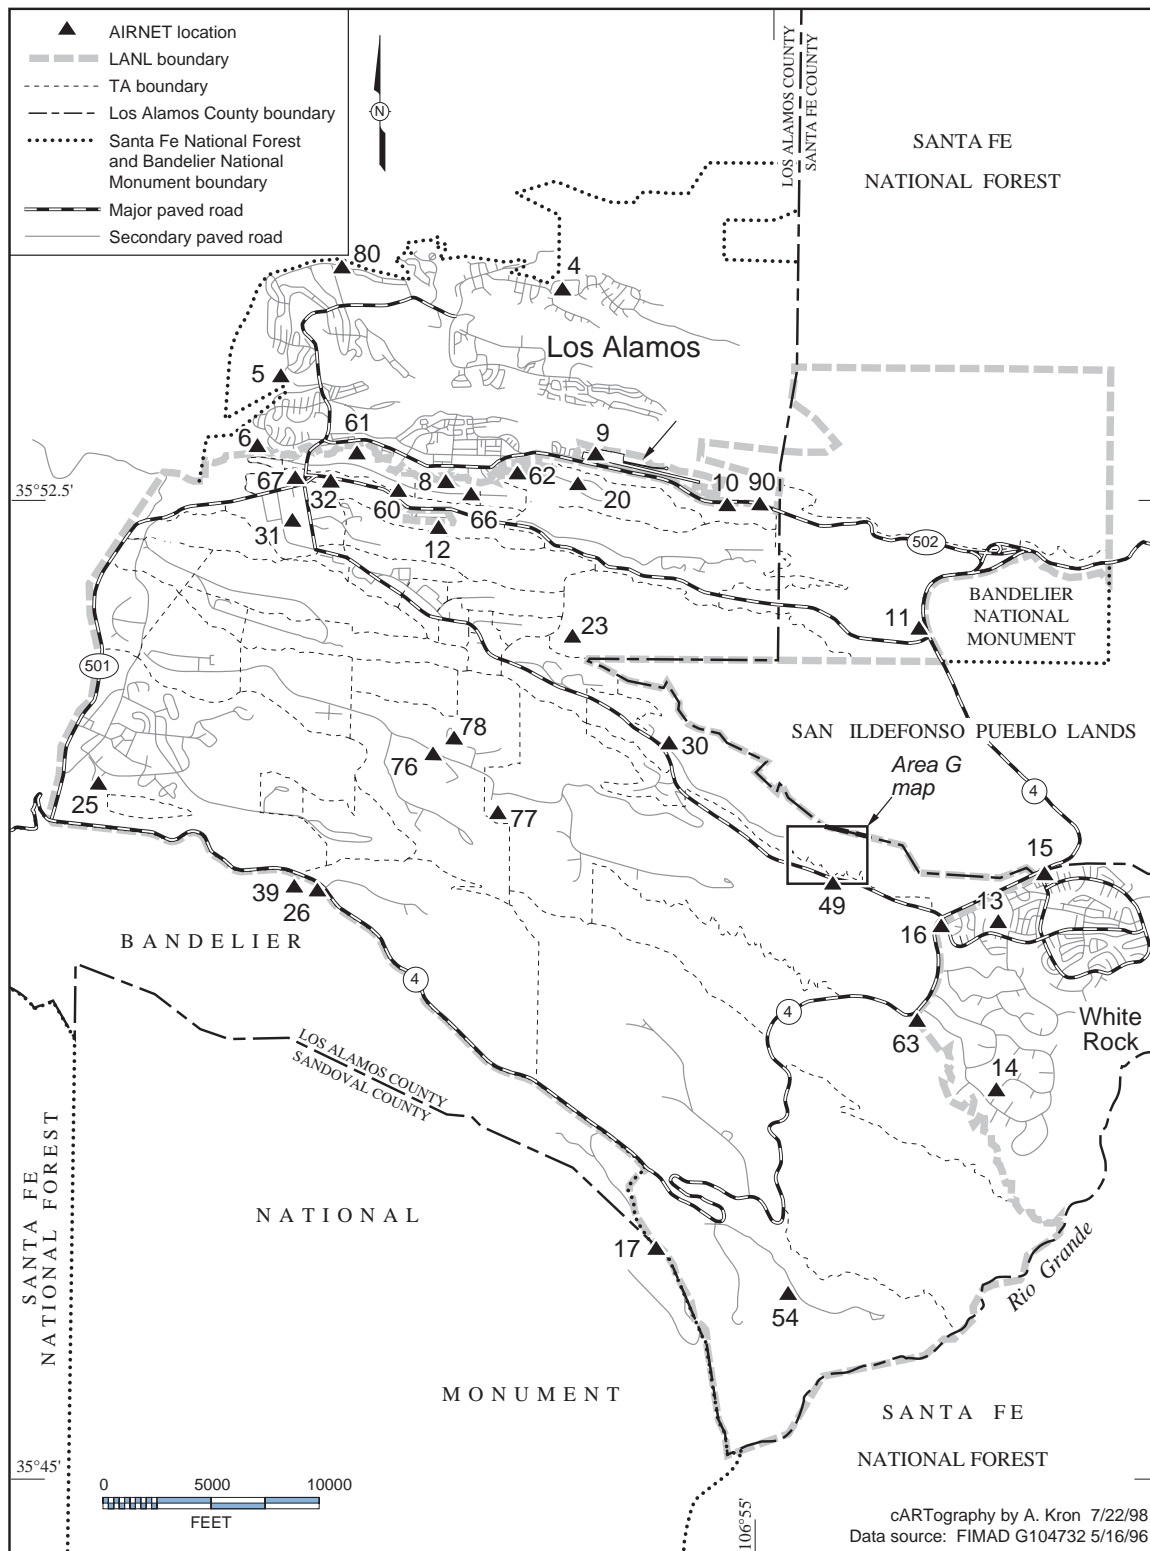 AIRNET location
LANL boundary
TA boundary
Los Alamos County boundary
Santa Fe National Forest
and Bandelier National
Monument boundary
Major paved road
Secondary paved road
N
LOS ALAMOS COUNTY
SANTA FE COUNTY
SANTA FE
NATIONAL FOREST
80
4
Los Alamos
5
61
6
9
67
32
8
62
10
90
35°52.5'
60
66
20
31
12
502
BANDELIER
NATIONAL
MONUMENT
11
23
501
SAN ILDEFONSO PUEBLO LANDS
78
30
76
Area G
map
25
77
4
15
39
26
49
13
16
BANDELIER
4
4
White
Rock
63
LOS ALAMOS COUNTY
SANDOVAL COUNTY
14
SANTA FE
NATIONAL FOREST
NATIONAL
17
Rio Grande
54
MONUMENT
SANTA FE
NATIONAL FOREST
35°45'
0 5000 10000
FEET
106°55'
cARTography by A. Kron 7/22/98
Data source: FIMAD G104732 5/16/96